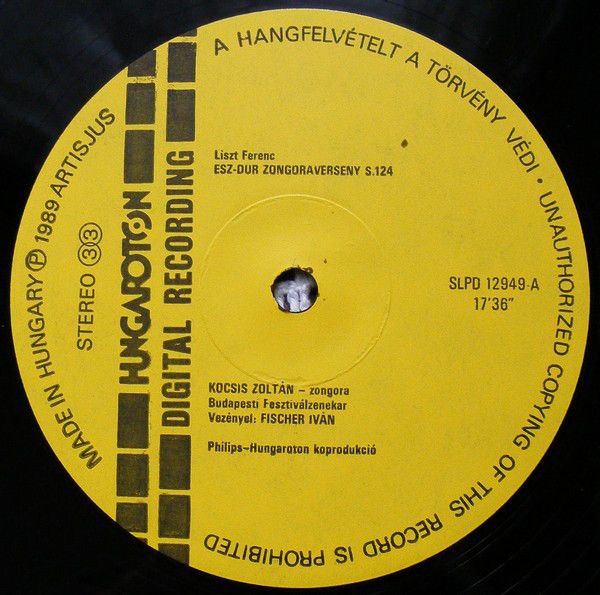 A HANGFELVÉTELT A TÖRVÉNY VÉDI • UNAUTHORIZED COPYING OF THIS RECORD IS PROHIBITED
MADE IN HUNGARY Ⓟ 1989 ARTISJUS
STEREO 33
HUNGAROTON
DIGITAL RECORDING
Liszt Ferenc
ESZ-DUR ZONGORAVERSENY S.124
SLPD 12949-A
17'36"
KOCSIS ZOLTÁN – zongora
Budapesti Fesztiválzenekar
Vezényel: FISCHER IVÁN
Philips–Hungaroton koprodukció